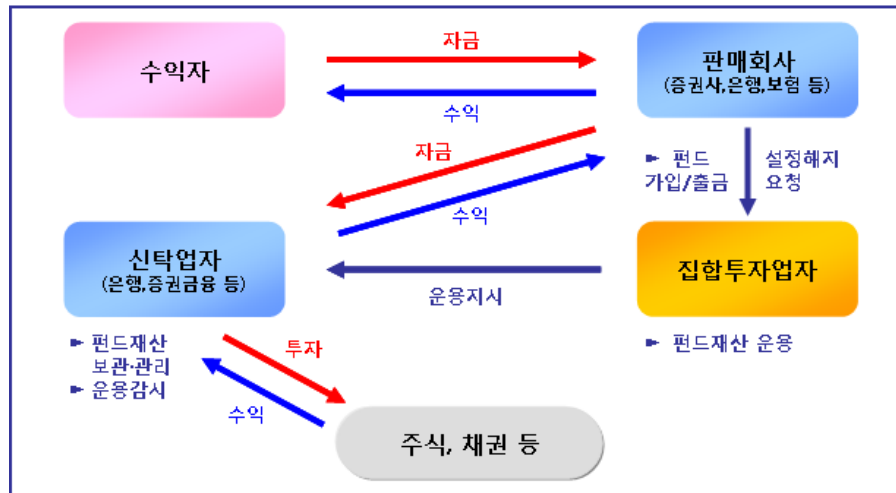 수익자
자금
수익
판매회사
(증권사,은행,보험 등)
자금
수익
► 펀드
가입/출금
설정해지
요청
신탁업자
(은행,증권금융 등)
운용지시
집합투자업자
► 펀드재산
보관·관리
► 운용감시
투자
수익
► 펀드재산 운용
주식, 채권 등